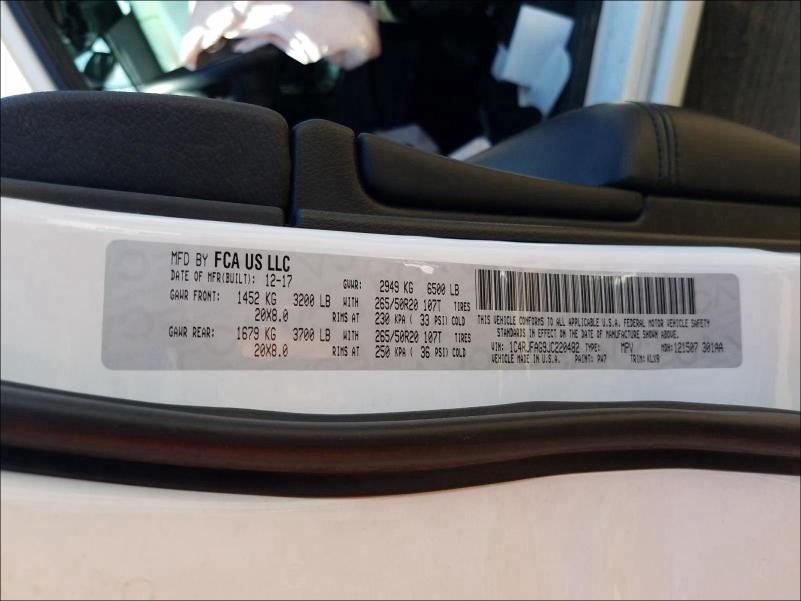 MFD BY FCA US LLC
DATE OF MFR(BUILT): 12-17 GVWR: 2949 KG 6500 LB
GAWR FRONT: 1452 KG 3200 LB WITH 265/50R20 107T TIRES
20X8.0 RIMS AT 230 KPA ( 33 PSI) COLD
GAWR REAR: 1679 KG 3700 LB WITH 265/50R20 107T TIRES
20X8.0 RIMS AT 250 KPA ( 36 PSI) COLD
THIS VEHICLE CONFORMS TO ALL APPLICABLE U.S.A. FEDERAL MOTOR VEHICLE SAFETY
STANDARDS IN EFFECT ON THE DATE OF MANUFACTURE SHOWN ABOVE.
VIN: 1C4RJFAG9JC220482 TYPE: MPV MDH: 121507 301AA
VEHICLE MADE IN U.S.A. PAINT: PW7 TRIM: KLX9